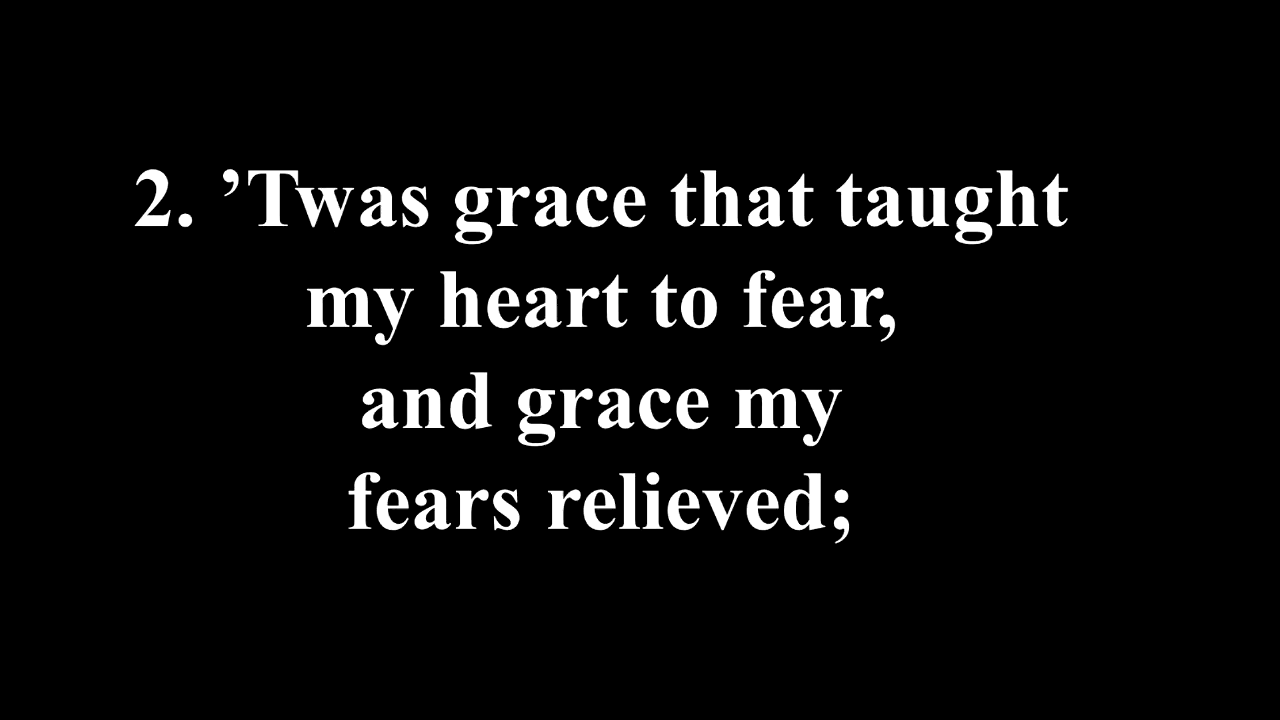 2. ’Twas grace that taught
my heart to fear,
and grace my
fears relieved;